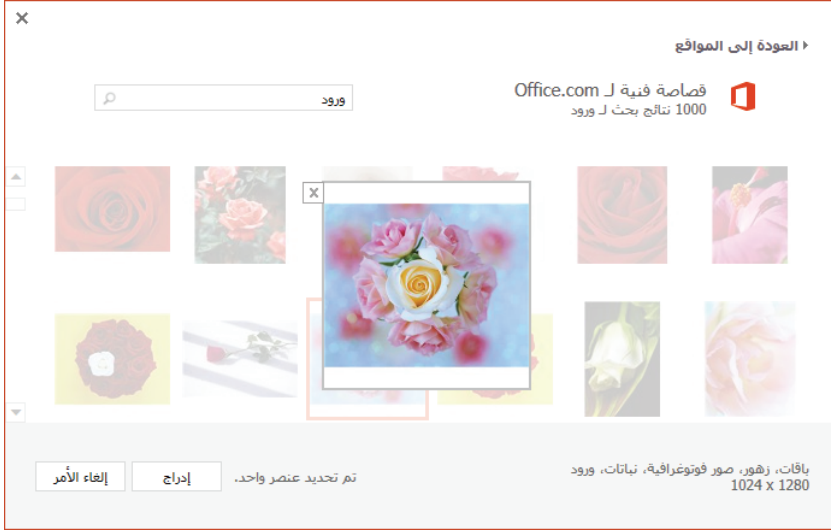 العودة إلى المواقع
قصاصة فنية لـ Office.com
1000 نتائج بحث لـ ورود
ورود
باقات، زهور، صور فوتوغرافية، نباتات، ورود
1024 x 1280
تم تحديد عنصر واحد.
إدراج
إلغاء الأمر